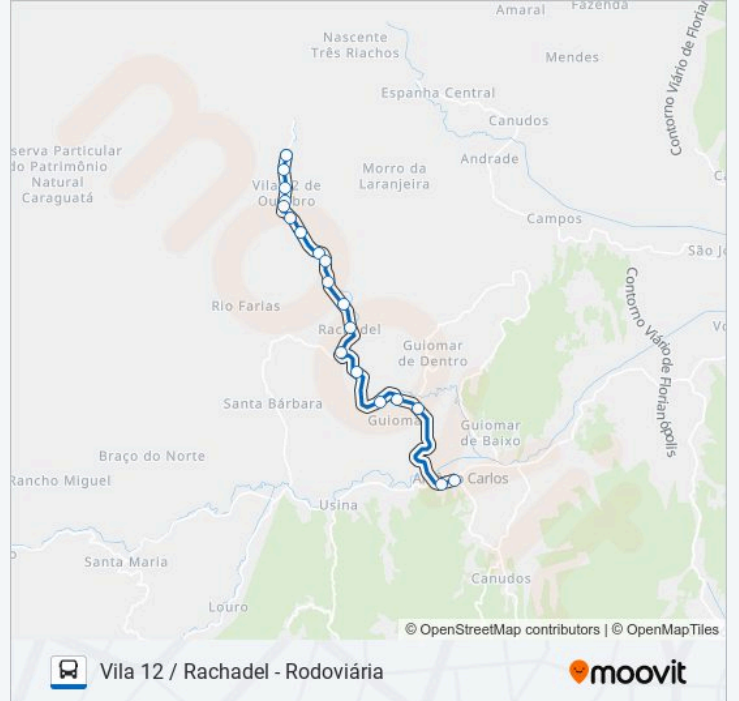 Amaral
Fazenda
Nascente
Três Riachos
Mendes
Contorno Viário de Florian
Espanha Central
Canudos
serva Particular
do Patrimônio
Natural
Caraguatá
Andrade
Morro da
Laranjeira
Vila 12 de
Outubro
Campos
São Jo
Rio Farias
Contorno Viário de Florianópolis
Rachadel
Guiomar
de Dentro
Santa Bárbara
Guiomar
Guiomar
de Baixo
Braço do Norte
Rancho Miguel
Carlos
Usina
Santa Maria
Canudos
Louro
© OpenStreetMap contributors | © OpenMapTiles
Vila 12 / Rachadel - Rodoviária
moovit